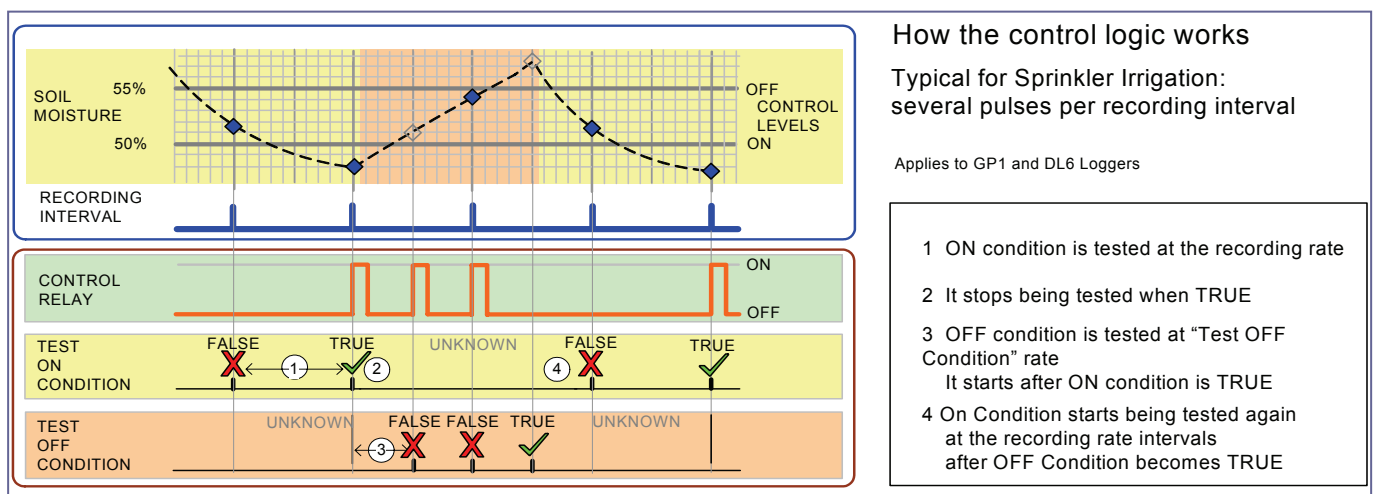 How the control logic works
Typical for Sprinkler Irrigation:
several pulses per recording interval
Applies to GP1 and DL6 Loggers
SOIL
MOISTURE
55%
50%
OFF
CONTROL
LEVELS
ON
RECORDING
INTERVAL
CONTROL
RELAY
ON
OFF
TEST
ON
CONDITION
FALSE
TRUE
UNKNOWN
FALSE
TRUE
1
2
4
TEST
OFF
CONDITION
UNKNOWN
FALSE FALSE TRUE
UNKNOWN
3
1 ON condition is tested at the recording rate
2 It stops being tested when TRUE
3 OFF condition is tested at “Test OFF
Condition” rate
It starts after ON condition is TRUE
4 On Condition starts being tested again
at the recording rate intervals
after OFF Condition becomes TRUE